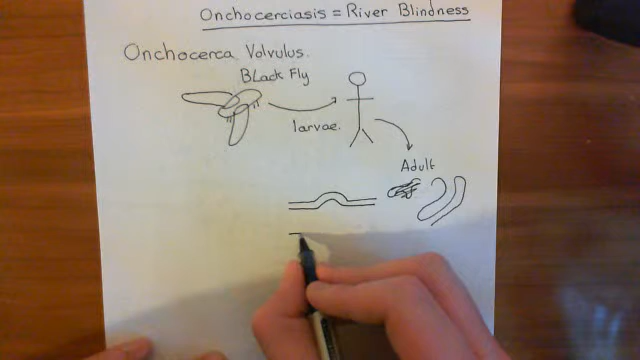 Onchocerciasis = River Blindness
Onchocerca Volvulus.
BLack Fly
larvae.
Adult